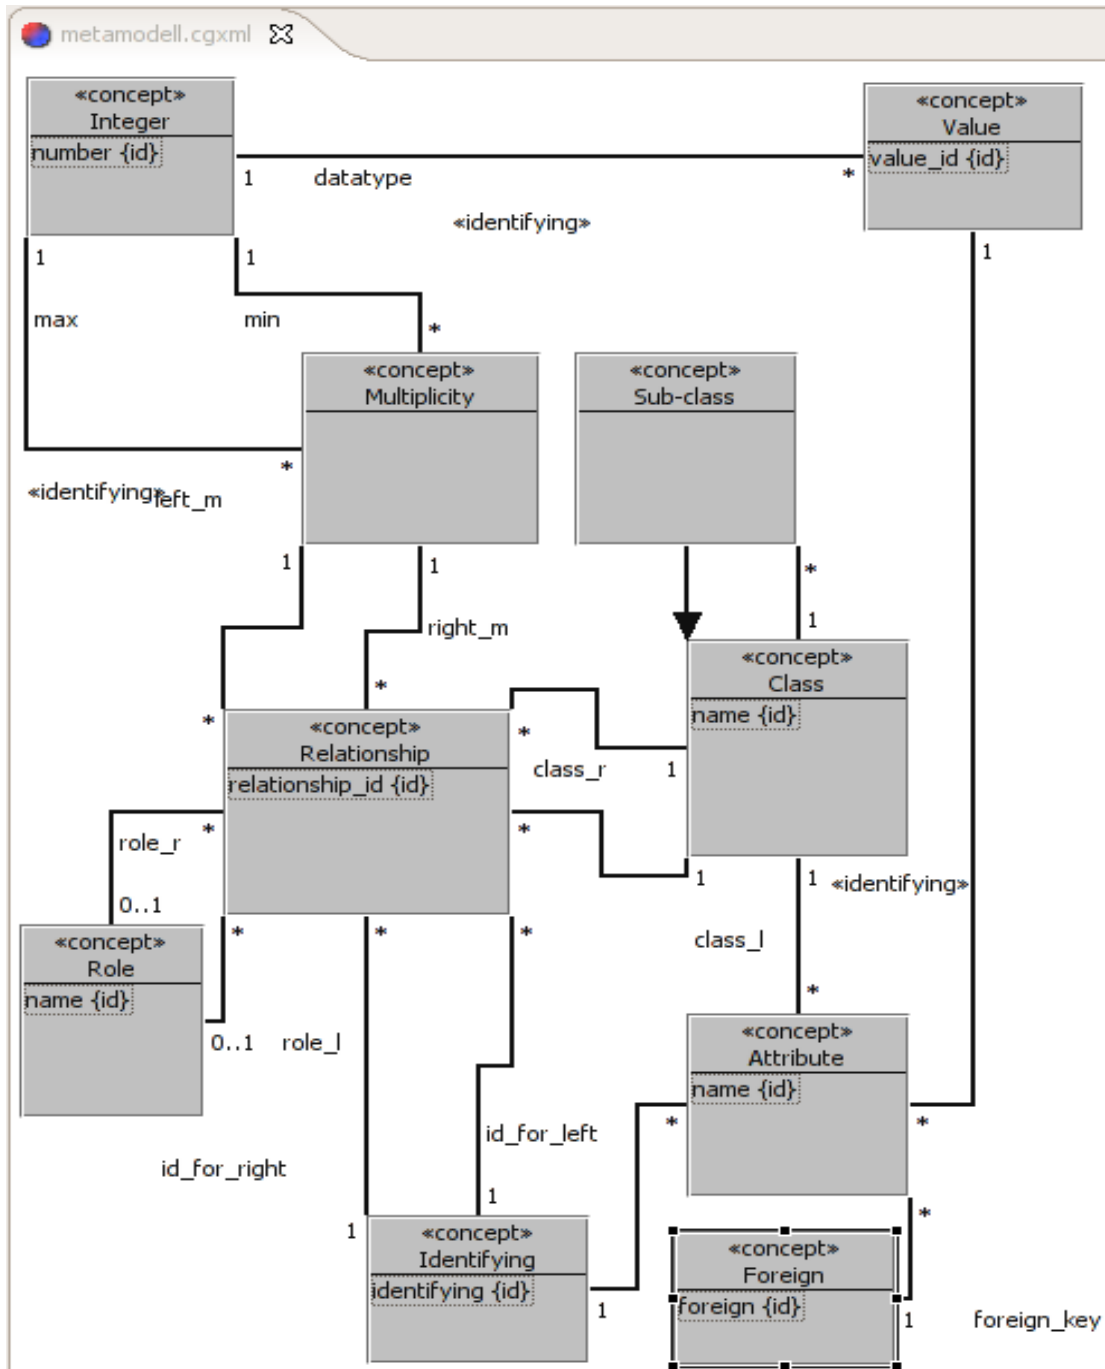 metamodell.cgxml
«concept»
Integer
number {id}
«concept»
Value
value_id {id}
1
datatype
*
«identifying»
1
1
1
max
min
*
«concept»
Multiplicity
«concept»
Sub-class
*
«identifying»
left_m
1
1
*
right_m
1
*
*
«concept»
Relationship
relationship_id {id}
«concept»
Class
name {id}
*
class_r
1
*
*
role_r
0..1
1
1
«identifying»
class_l
*
*
*
*
«concept»
Role
name {id}
0..1
role_l
«concept»
Attribute
name {id}
*
*
id_for_left
id_for_right
1
1
*
«concept»
Identifying
identifying {id}
1
«concept»
Foreign
foreign {id}
1
foreign_key